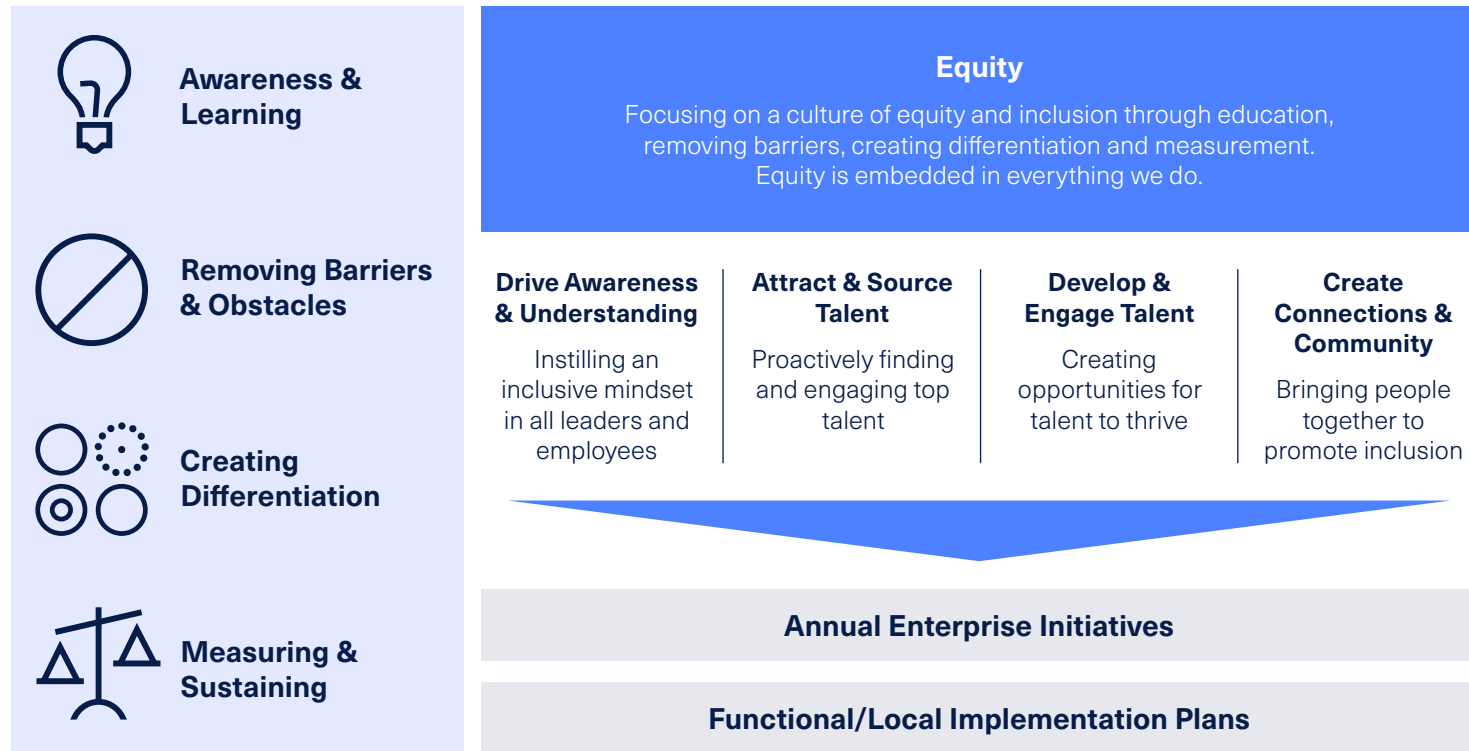 Awareness &
Learning
Removing Barriers
& Obstacles
Creating
Differentiation
Measuring &
Sustaining
Equity
Focusing on a culture of equity and inclusion through education,
removing barriers, creating differentiation and measurement.
Equity is embedded in everything we do.
Drive Awareness
& Understanding
Instilling an
inclusive mindset
in all leaders and
employees
Attract & Source
Talent
Proactively finding
and engaging top
talent
Develop &
Engage Talent
Creating
opportunities for
talent to thrive
Create
Connections &
Community
Bringing people
together to
promote inclusion
Annual Enterprise Initiatives
Functional/Local Implementation Plans